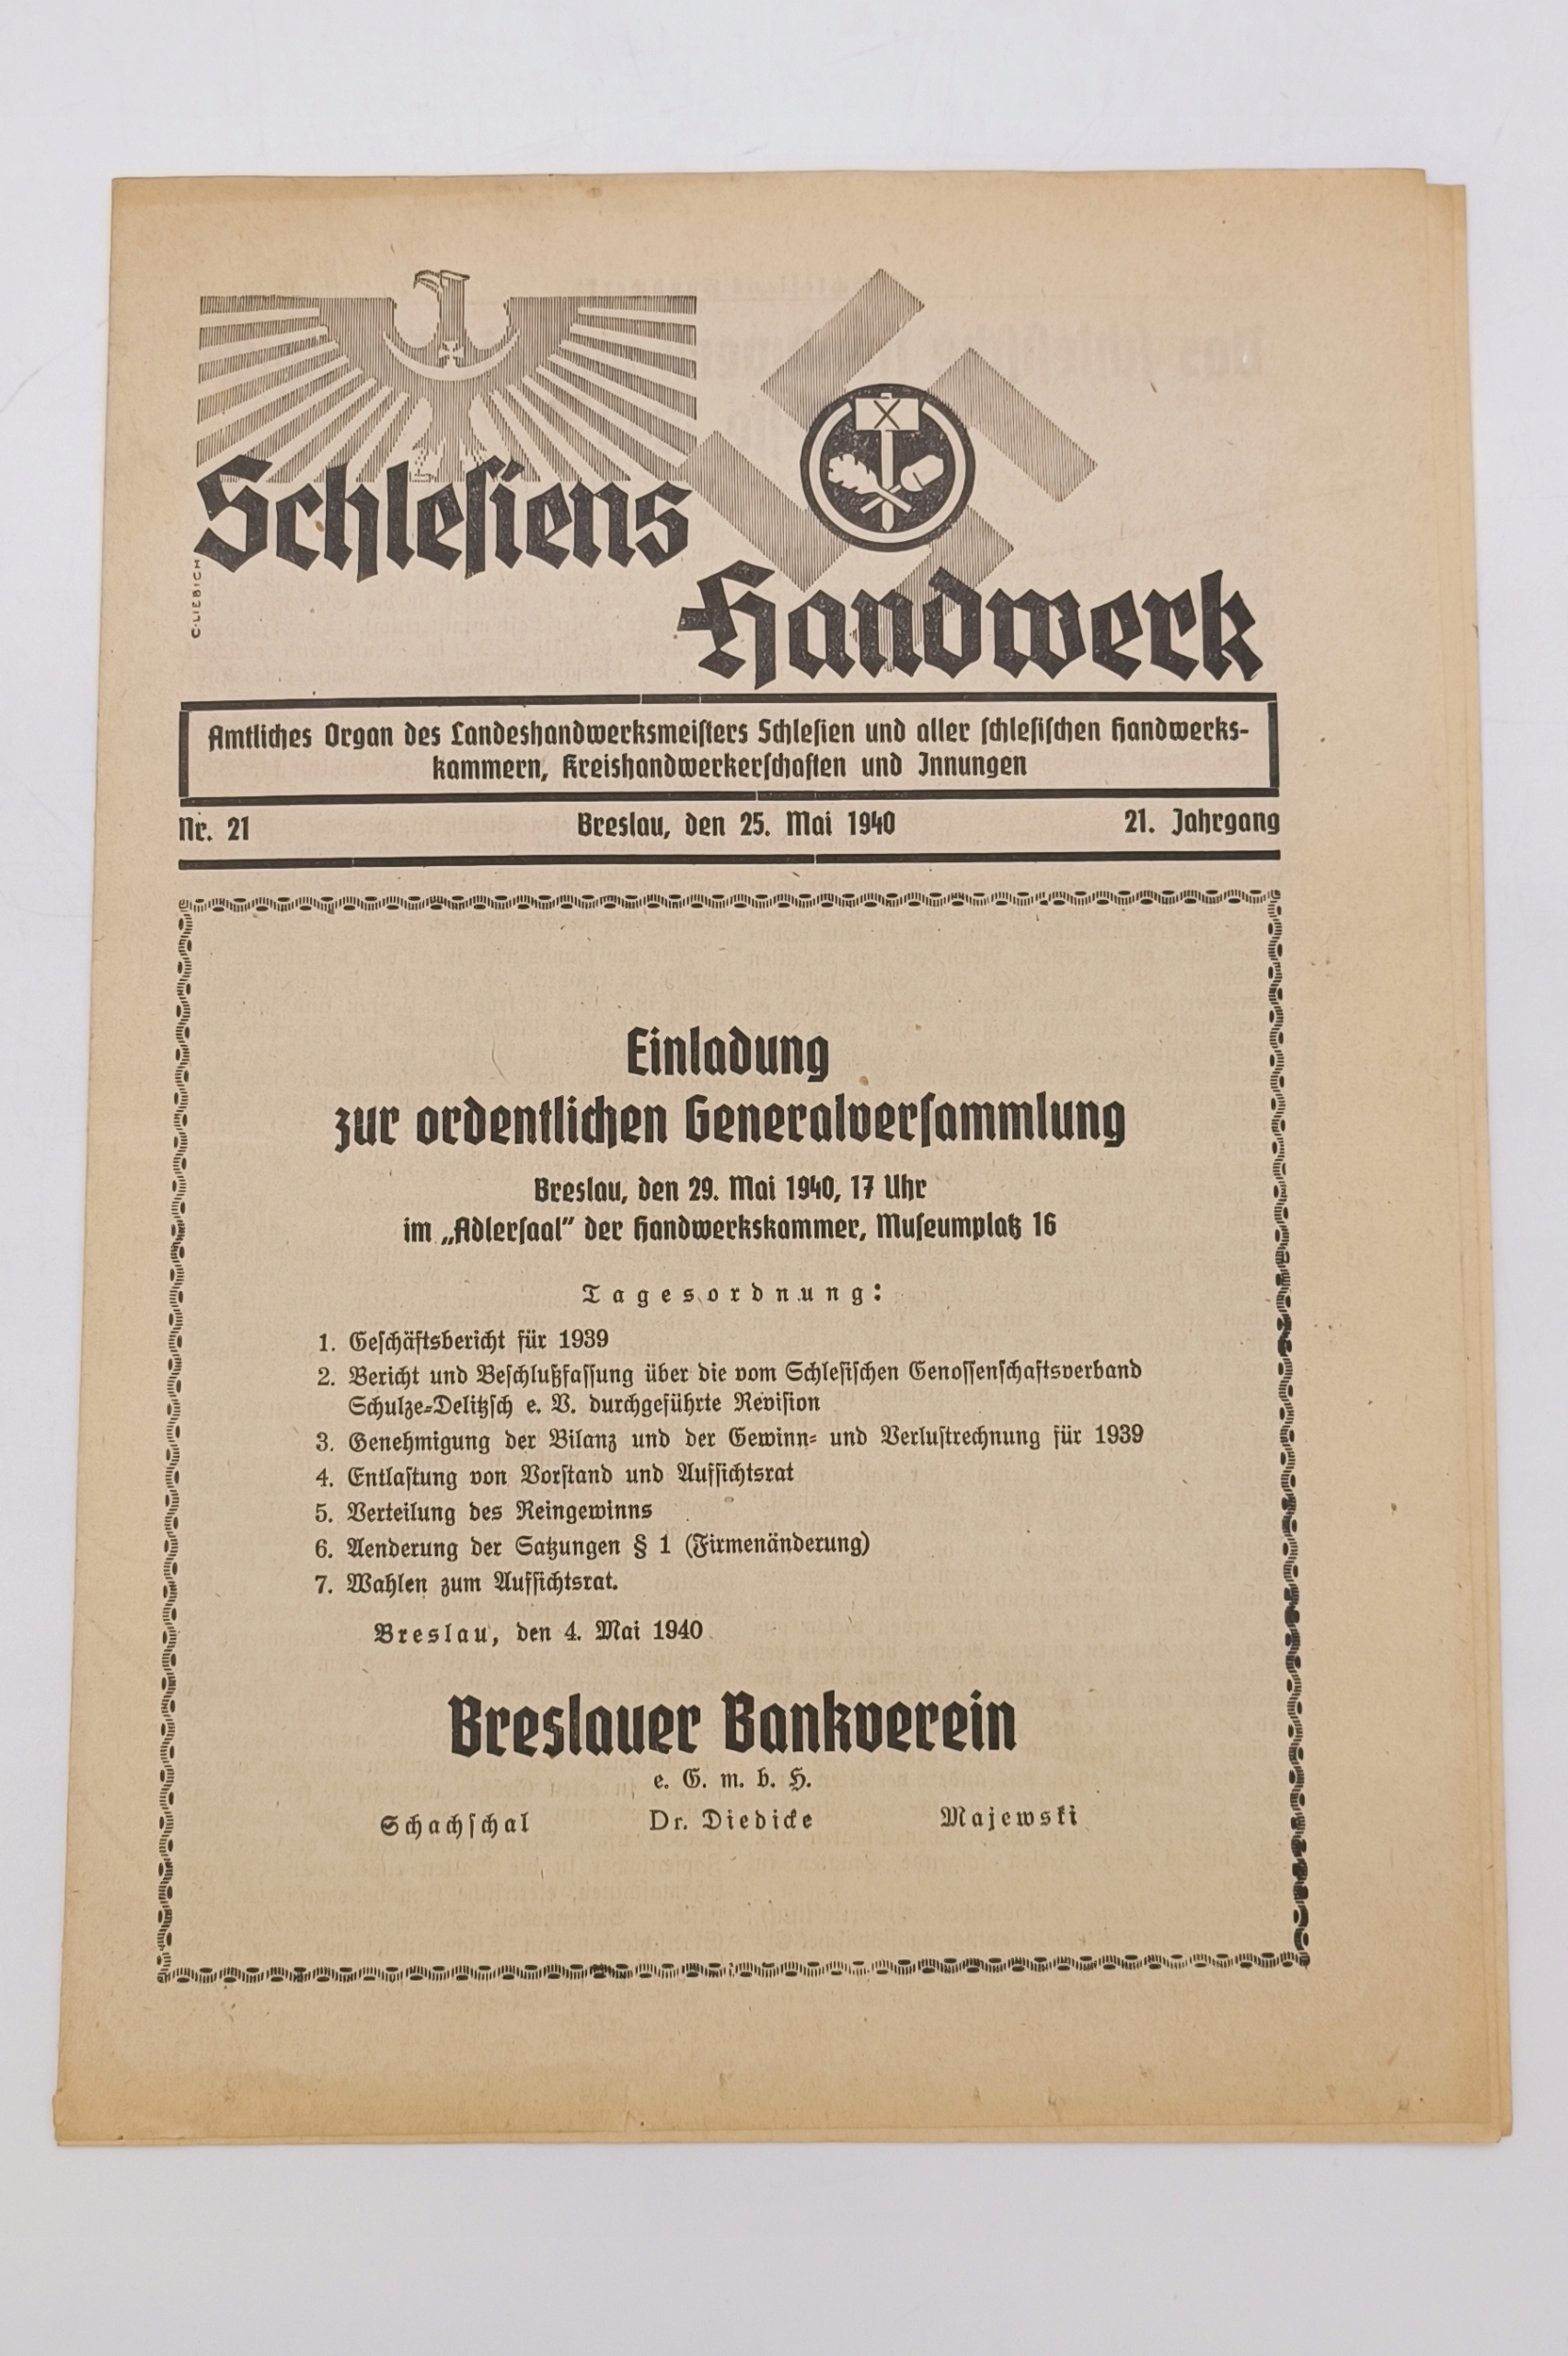 Schlesiens
C. LIEBICH
Handwerk
Amtliches Organ des Landeshandwerksmeisters Schlesien und aller schlesischen Handwerks-
kammern, Kreishandwerkerschaften und Innungen
Nr. 21 Breslau, den 25. Mai 1940 21. Jahrgang
Einladung
zur ordentlichen Generalversammlung
Breslau, den 29. Mai 1940, 17 Uhr
im „Adlersaal" der Handwerkskammer, Museumplatz 16
Tagesordnung:
1. Geschäftsbericht für 1939
2. Bericht und Beschlußfassung über die vom Schlesischen Genossenschaftsverband
Schulze-Delitzsch e. V. durchgeführte Revision
3. Genehmigung der Bilanz und der Gewinn- und Verlustrechnung für 1939
4. Entlastung von Vorstand und Aufsichtsrat
5. Verteilung des Reingewinns
6. Aenderung der Satzungen § 1 (Firmenänderung)
7. Wahlen zum Aufsichtsrat.
Breslau, den 4. Mai 1940
Breslauer Bankverein
e. G. m. b. H.
Schachschal Dr. Diedicke Majewski